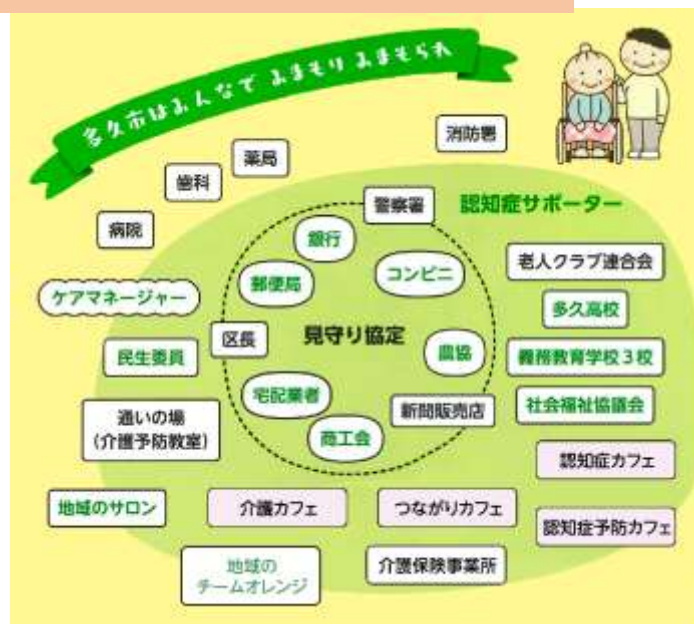 多久市はみんなで みまもり みまもられ
消防署
薬局
歯科
病院
警察署
認知症サポーター
銀行
郵便局
コンビニ
老人クラブ連合会
ケアマネージャー
多久高校
区長
見守り協定
農協
民生委員
義務教育学校3校
宅配業者
新聞販売店
社会福祉協議会
通いの場
(介護予防教室)
商工会
認知症カフェ
地域のサロン
介護カフェ
つながりカフェ
認知症予防カフェ
地域の
チームオレンジ
介護保険事業所